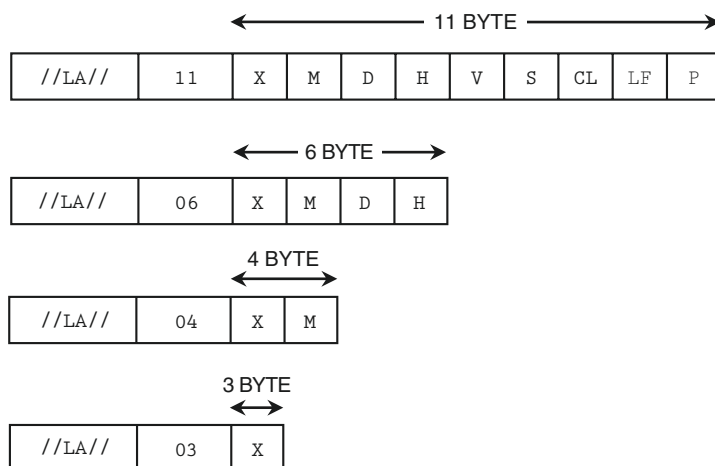 11 BYTE
//LA// 11 X M D H V S CL LF P
6 BYTE
//LA// 06 X M D H
4 BYTE
//LA// 04 X M
3 BYTE
//LA// 03 X